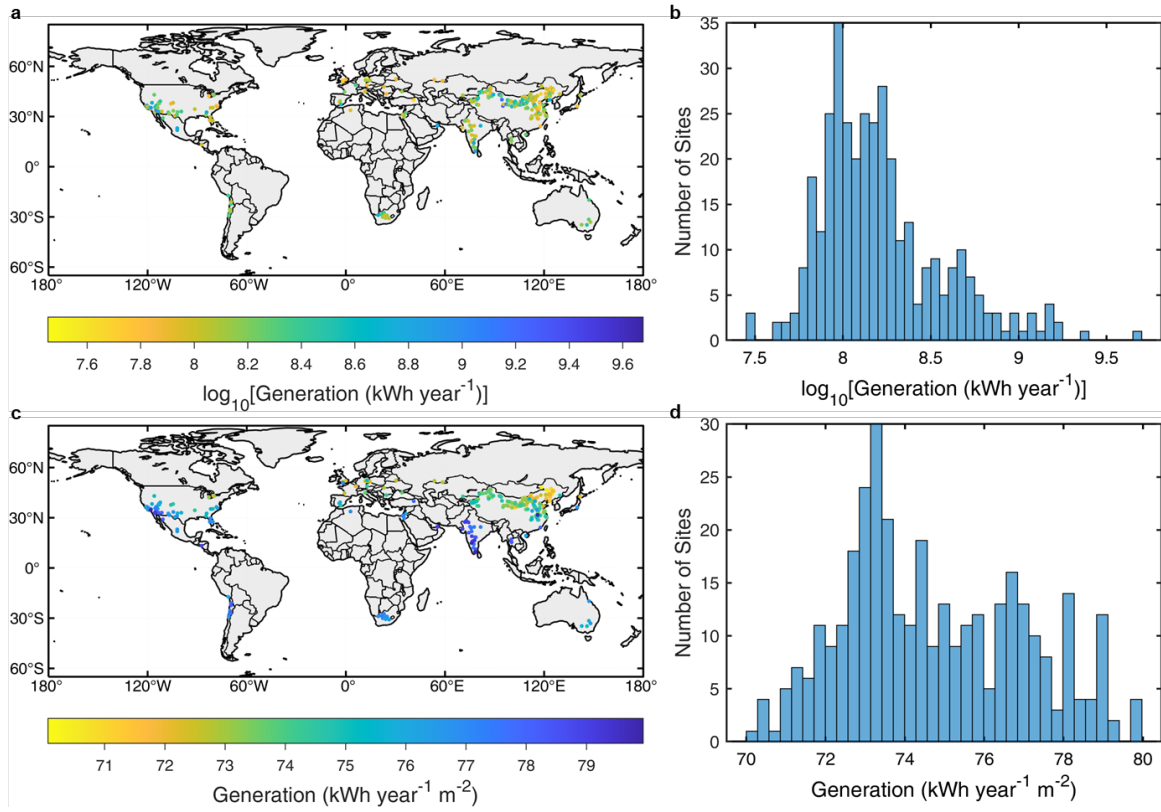 a
60°N
30°N
0°
30°S
60°S
180° 120°W 60°W 0° 60°E 120°E 180°
7.6 7.8 8 8.2 8.4 8.6 8.8 9 9.2 9.4 9.6
log10[Generation (kWh year-1)]
b
35
30
25
20
15
10
5
0
Number of Sites
7.5 8 8.5 9 9.5
log10[Generation (kWh year-1)]
c
60°N
30°N
0°
30°S
60°S
180° 120°W 60°W 0° 60°E 120°E 180°
71 72 73 74 75 76 77 78 79
Generation (kWh year-1 m-2)
d
30
25
20
15
10
5
0
Number of Sites
70 72 74 76 78 80
Generation (kWh year-1 m-2)